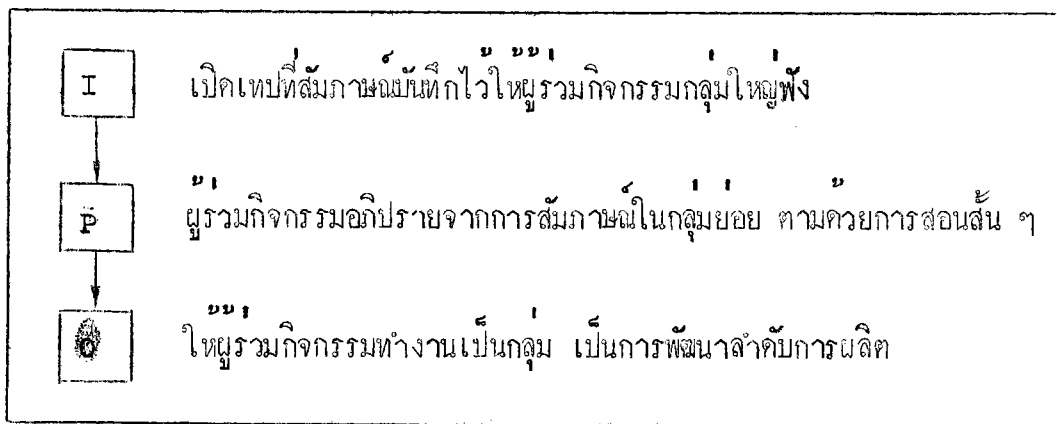 I เปิดเทปที่สัมภาษณ์บันทึกไว้ให้ผู้ร่วมกิจกรรมกลุ่มใหญ่ฟัง
P ผู้ร่วมกิจกรรมอภิปรายจากการสัมภาษณ์ในกลุ่มย่อย ตามด้วยการสอนสั้น ๆ
O ให้ผู้ร่วมกิจกรรมทำงานเป็นกลุ่ม เป็นการพัฒนาลำดับการผลิต